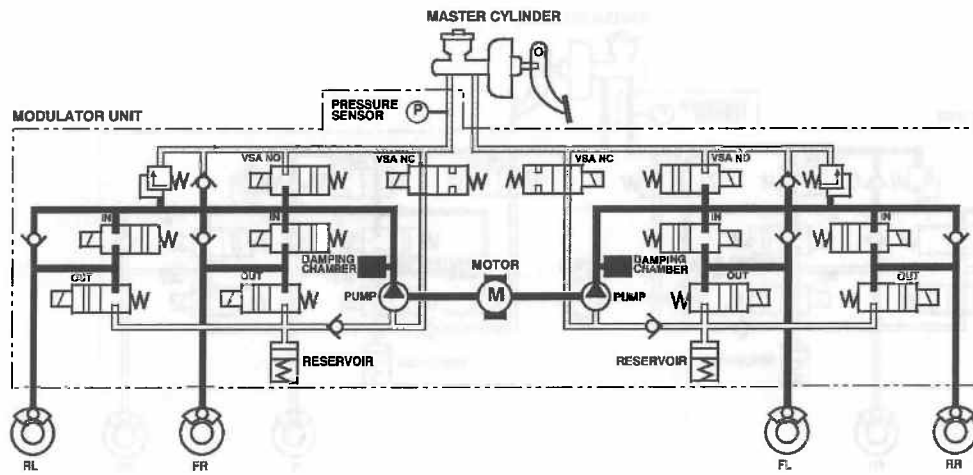 MASTER CYLINDER
PRESSURE
SENSOR
P
MODULATOR UNIT
VSA NO
VSA NC
VSA NC
VSA NO
IN
IN
IN
IN
DAMPING
CHAMBER
MOTOR
DAMPING
CHAMBER
OUT
OUT
OUT
OUT
PUMP
M
PUMP
RESERVOIR
RESERVOIR
RL
FR
FL
RR